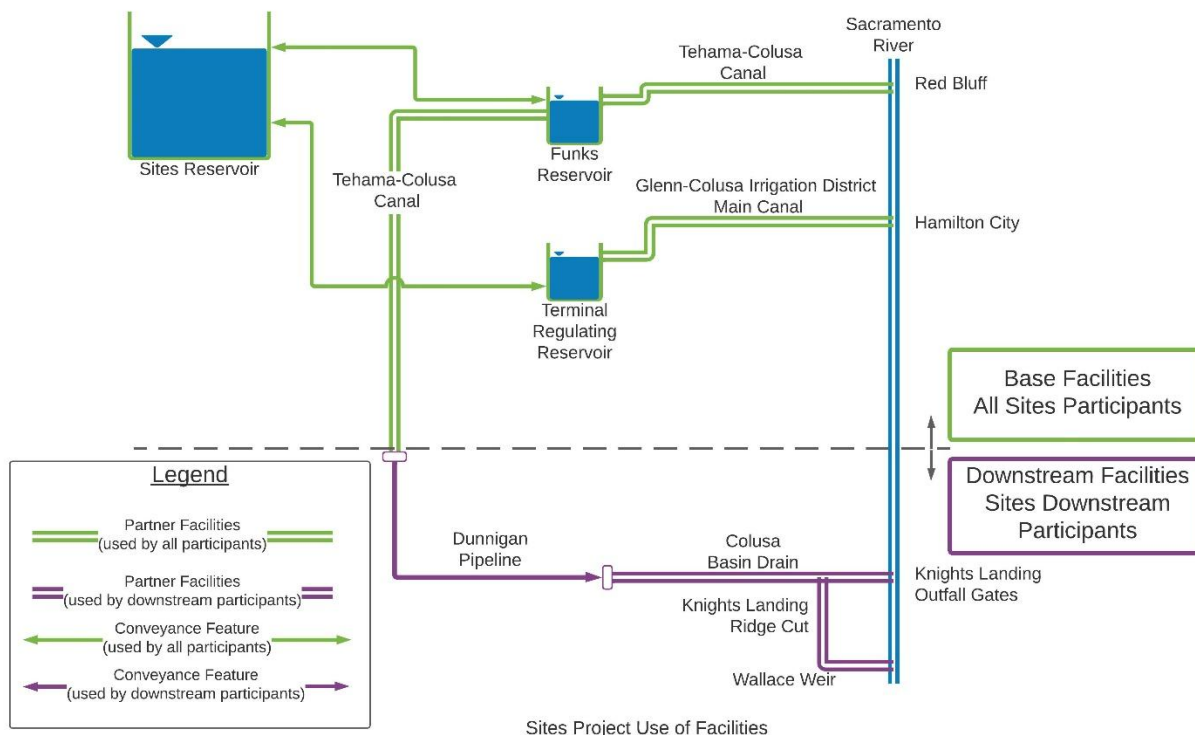 Sacramento
River
Tehama-Colusa
Canal
Red Bluff
Sites Reservoir
Funks
Reservoir
Tehama-Colusa
Canal
Glenn-Colusa Irrigation District
Main Canal
Hamilton City
Terminal
Regulating
Reservoir
Base Facilities
All Sites Participants
Downstream Facilities
Sites Downstream
Participants
Legend
Partner Facilities
(used by all participants)
Partner Facilities
(used by downstream participants)
Conveyance Feature
(used by all participants)
Conveyance Feature
(used by downstream participants)
Dunnigan
Pipeline
Colusa
Basin Drain
Knights Landing
Outfall Gates
Knights Landing
Ridge Cut
Wallace Weir
Sites Project Use of Facilities